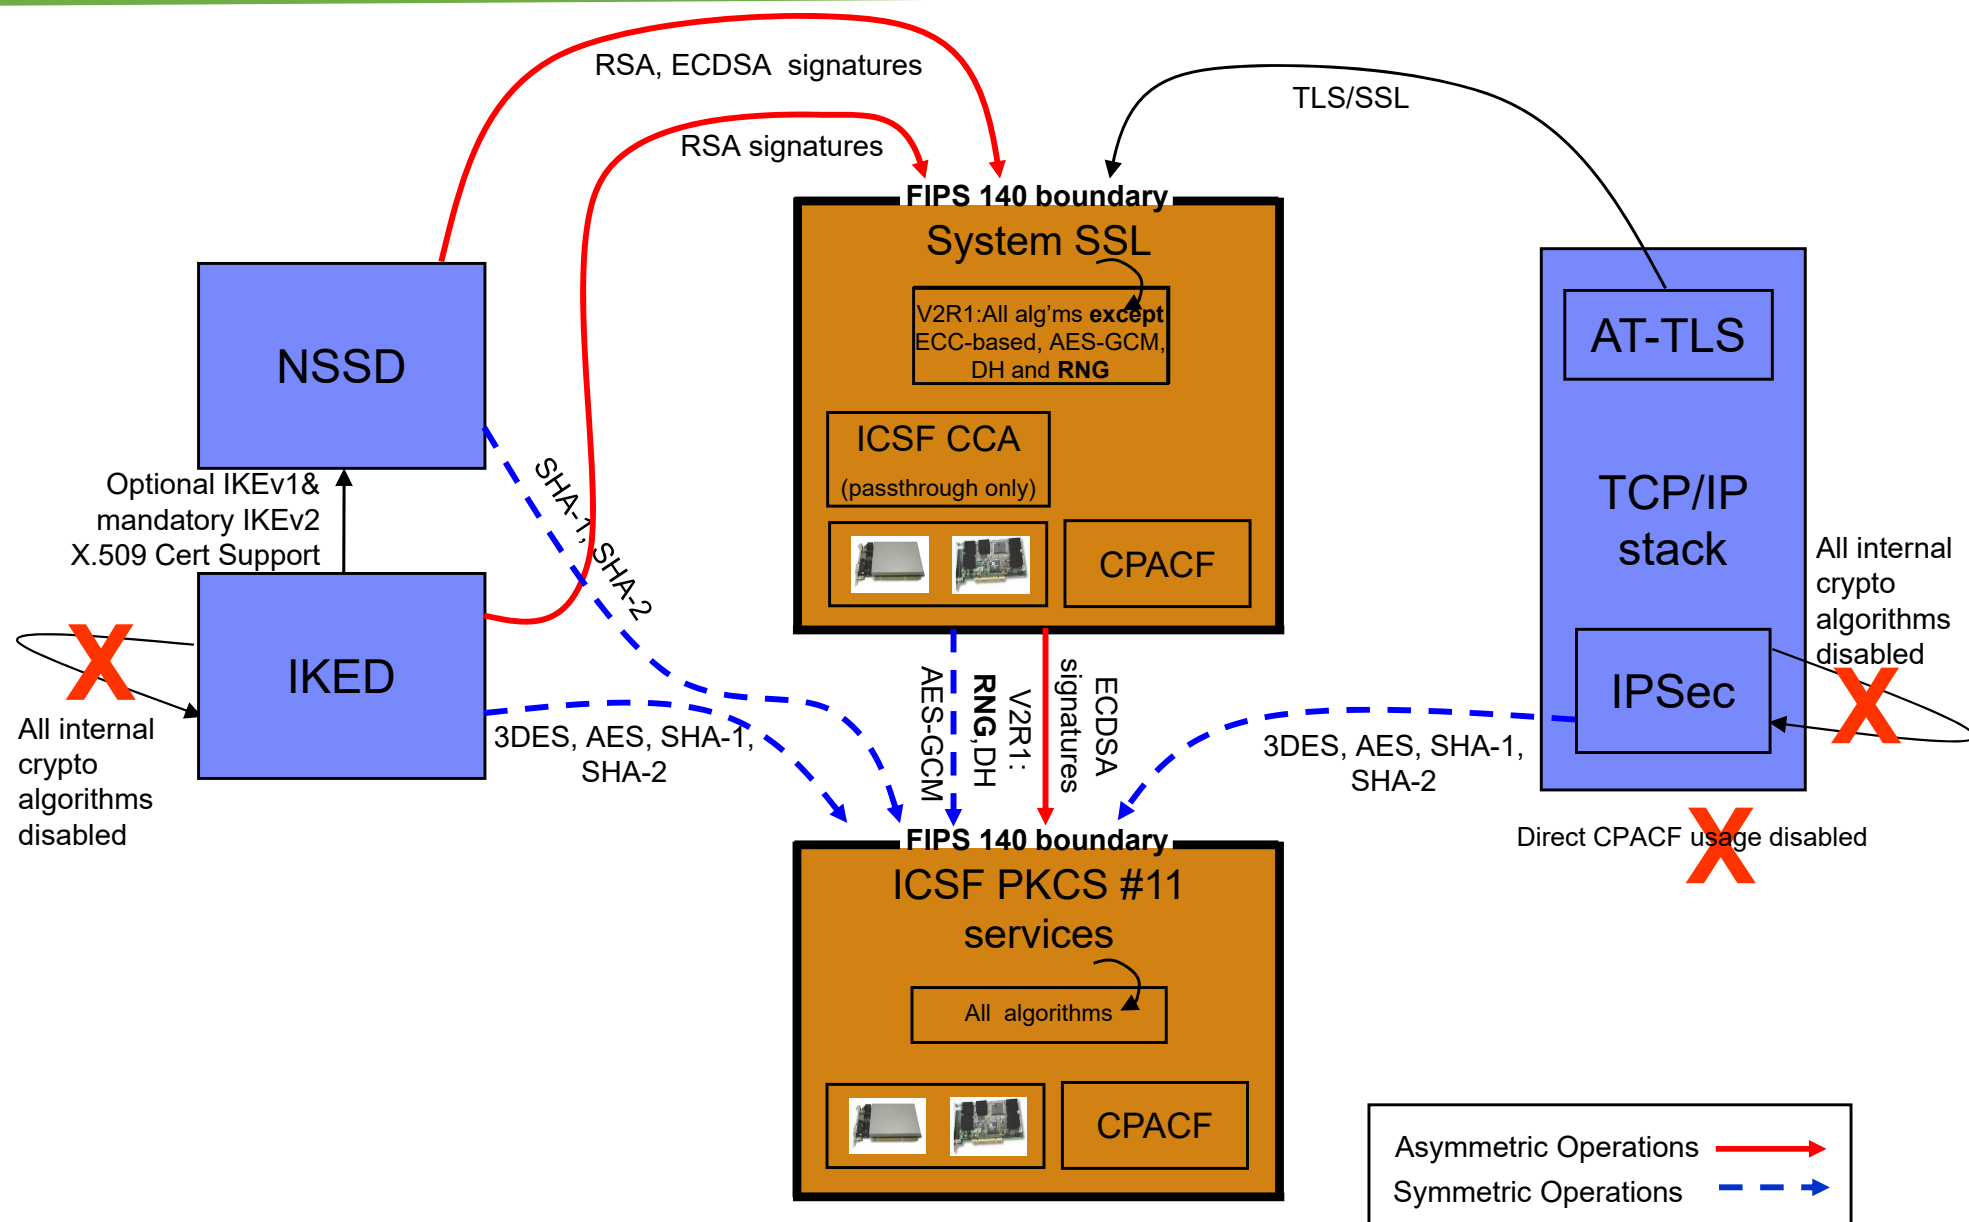 RSA, ECDSA  signatures
RSA signatures
TLS/SSL
FIPS 140 boundary
System SSL
V2R1:All alg’ms except
ECC-based, AES-GCM,
DH and RNG
ICSF CCA
(passthrough only)
CPACF
NSSD
Optional IKEv1&
mandatory IKEv2
X.509 Cert Support
IKED
X
All internal
crypto
algorithms
disabled
SHA-1, SHA-2
3DES, AES, SHA-1,
SHA-2
ECDSA
signatures
V2R1:
RNG,DH
AES-GCM
AT-TLS
TCP/IP
stack
IPSec
All internal
crypto
algorithms
disabled
X
3DES, AES, SHA-1,
SHA-2
Direct CPACF usage disabled
X
FIPS 140 boundary
ICSF PKCS #11
services
All  algorithms
CPACF
Asymmetric Operations
Symmetric Operations